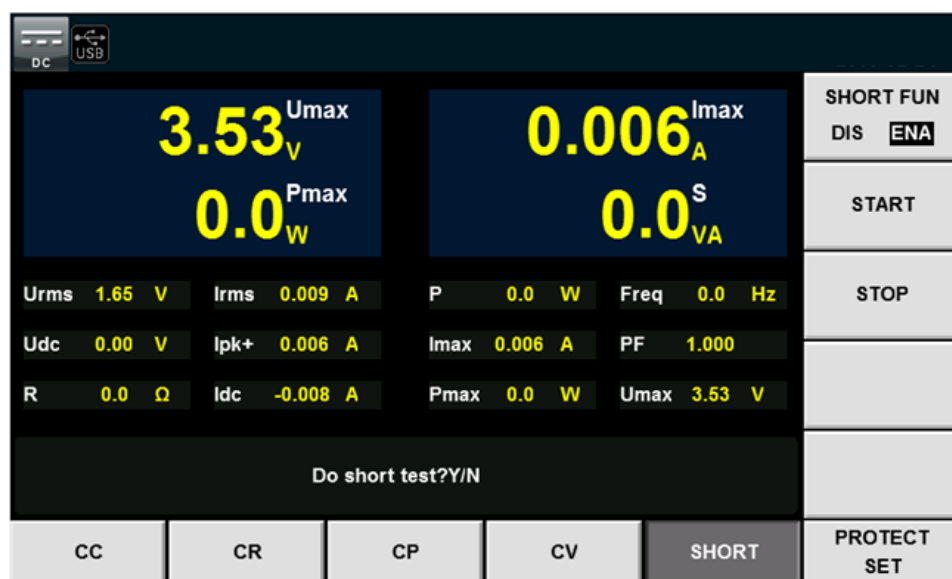 DC
USB
3.53 V Umax
0.006 A Imax
0.0 W Pmax
0.0 VA S
Urms 1.65 V Irms 0.009 A P 0.0 W Freq 0.0 Hz
Udc 0.00 V Ipk+ 0.006 A Imax 0.006 A PF 1.000
R 0.0 Ω Idc -0.008 A Pmax 0.0 W Umax 3.53 V
Do short test?Y/N
SHORT FUN
DIS ENA
START
STOP
CC CR CP CV SHORT
PROTECT
SET